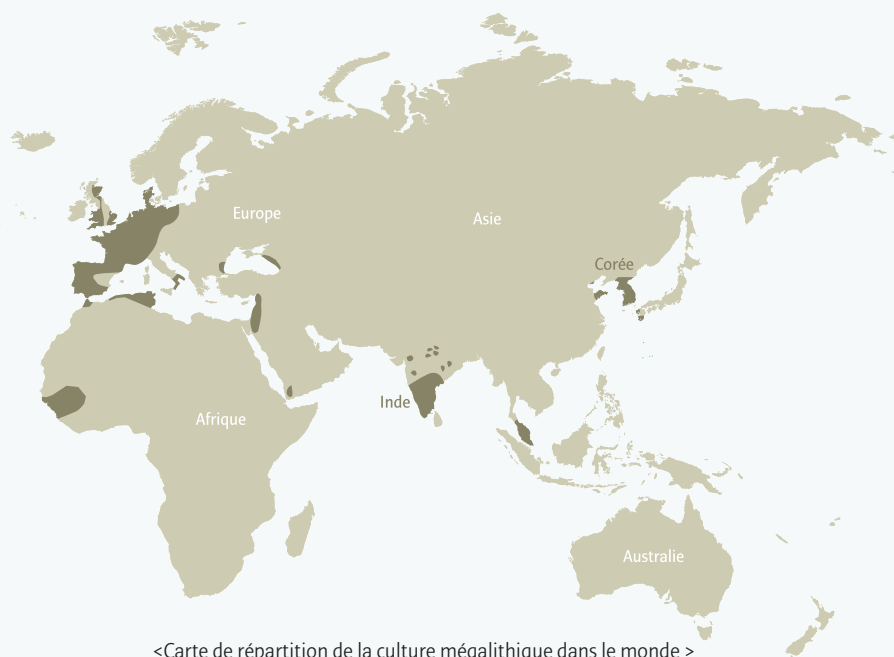 Europe
Asie
Corée
Inde
Afrique
Australie
<Carte de répartition de la culture mégalithique dans le monde >